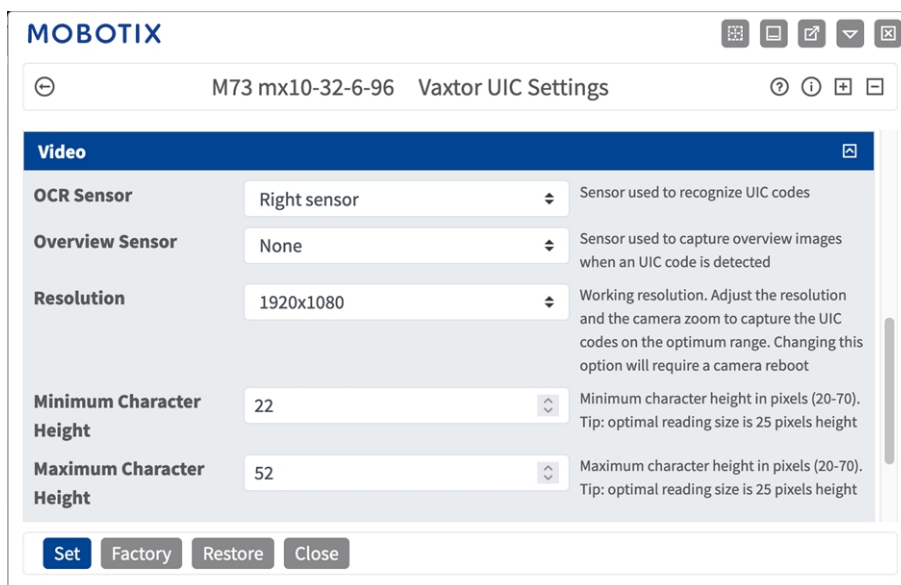 MOBOTIX
M73 mx10-32-6-96 Vaxtor UIC Settings
Video
OCR Sensor
Right sensor
Sensor used to recognize UIC codes
Overview Sensor
None
Sensor used to capture overview images
when an UIC code is detected
Resolution
1920x1080
Working resolution. Adjust the resolution
and the camera zoom to capture the UIC
codes on the optimum range. Changing this
option will require a camera reboot
Minimum Character
Height
22
Minimum character height in pixels (20-70).
Tip: optimal reading size is 25 pixels height
Maximum Character
Height
52
Maximum character height in pixels (20-70).
Tip: optimal reading size is 25 pixels height
Set Factory Restore Close